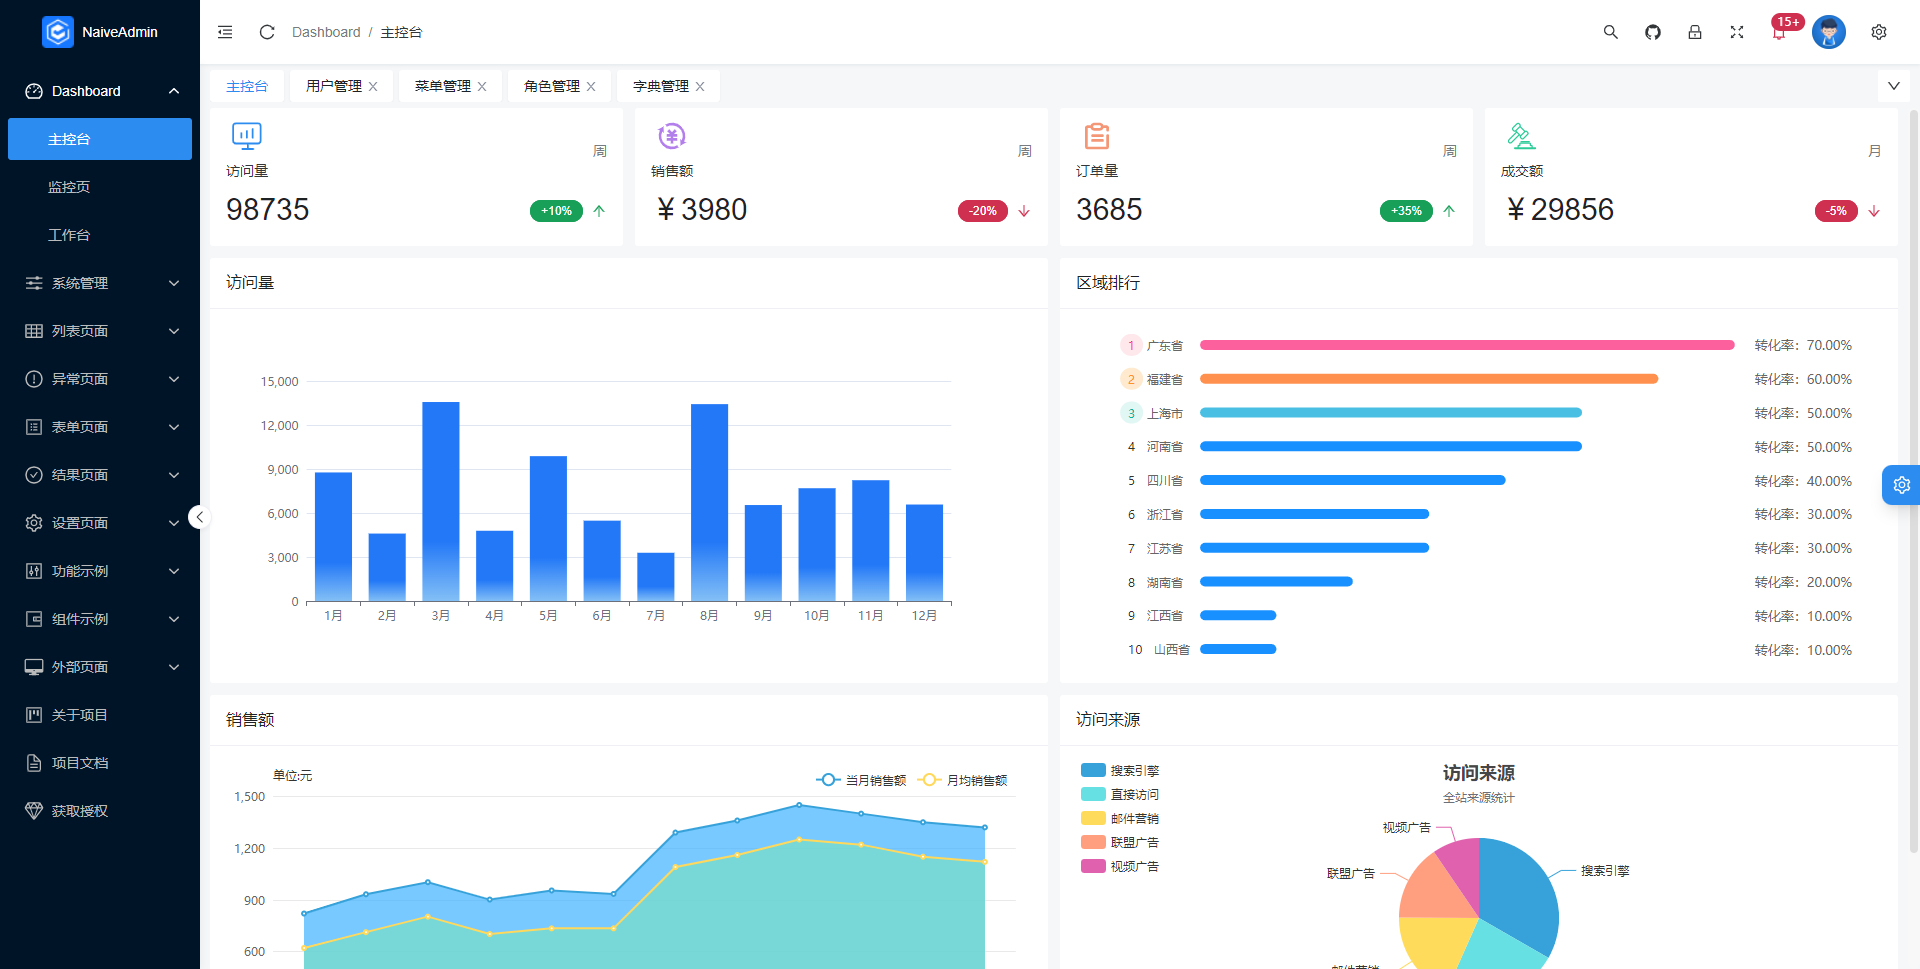 NaiveAdmin
Dashboard
主控台
监控页
工作台
系统管理
列表页面
异常页面
表单页面
结果页面
设置页面
功能示例
组件示例
外部页面
关于项目
项目文档
获取授权
Dashboard / 主控台
15+
主控台 用户管理 菜单管理 角色管理 字典管理
访问量 周
98735 +10%
销售额 周
¥ 3980 -20%
订单量 周
3685 +35%
成交额 月
¥ 29856 -5%
访问量
15,000
12,000
9,000
6,000
3,000
0
1月 2月 3月 4月 5月 6月 7月 8月 9月 10月 11月 12月
区域排行
1 广东省 转化率：70.00%
2 福建省 转化率：60.00%
3 上海市 转化率：50.00%
4 河南省 转化率：50.00%
5 四川省 转化率：40.00%
6 浙江省 转化率：30.00%
7 江苏省 转化率：30.00%
8 湖南省 转化率：20.00%
9 江西省 转化率：10.00%
10 山西省 转化率：10.00%
销售额
单位:元
当月销售额 月均销售额
1,500
1,200
900
600
访问来源
搜索引擎
直接访问
邮件营销
联盟广告
视频广告
访问来源
全站来源统计
视频广告
搜索引擎
联盟广告
邮件营销